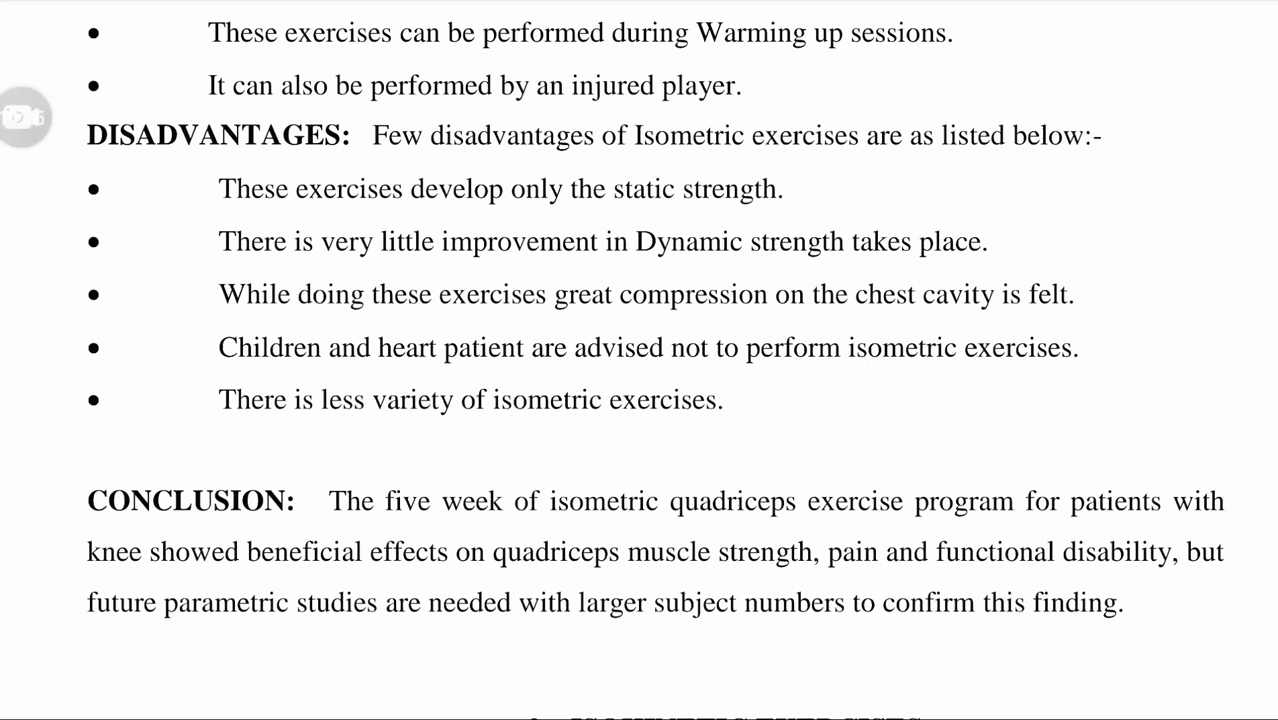 • These exercises can be performed during Warming up sessions.
• It can also be performed by an injured player.
DISADVANTAGES: Few disadvantages of Isometric exercises are as listed below:-
• These exercises develop only the static strength.
• There is very little improvement in Dynamic strength takes place.
• While doing these exercises great compression on the chest cavity is felt.
• Children and heart patient are advised not to perform isometric exercises.
• There is less variety of isometric exercises.
CONCLUSION: The five week of isometric quadriceps exercise program for patients with
knee showed beneficial effects on quadriceps muscle strength, pain and functional disability, but
future parametric studies are needed with larger subject numbers to confirm this finding.